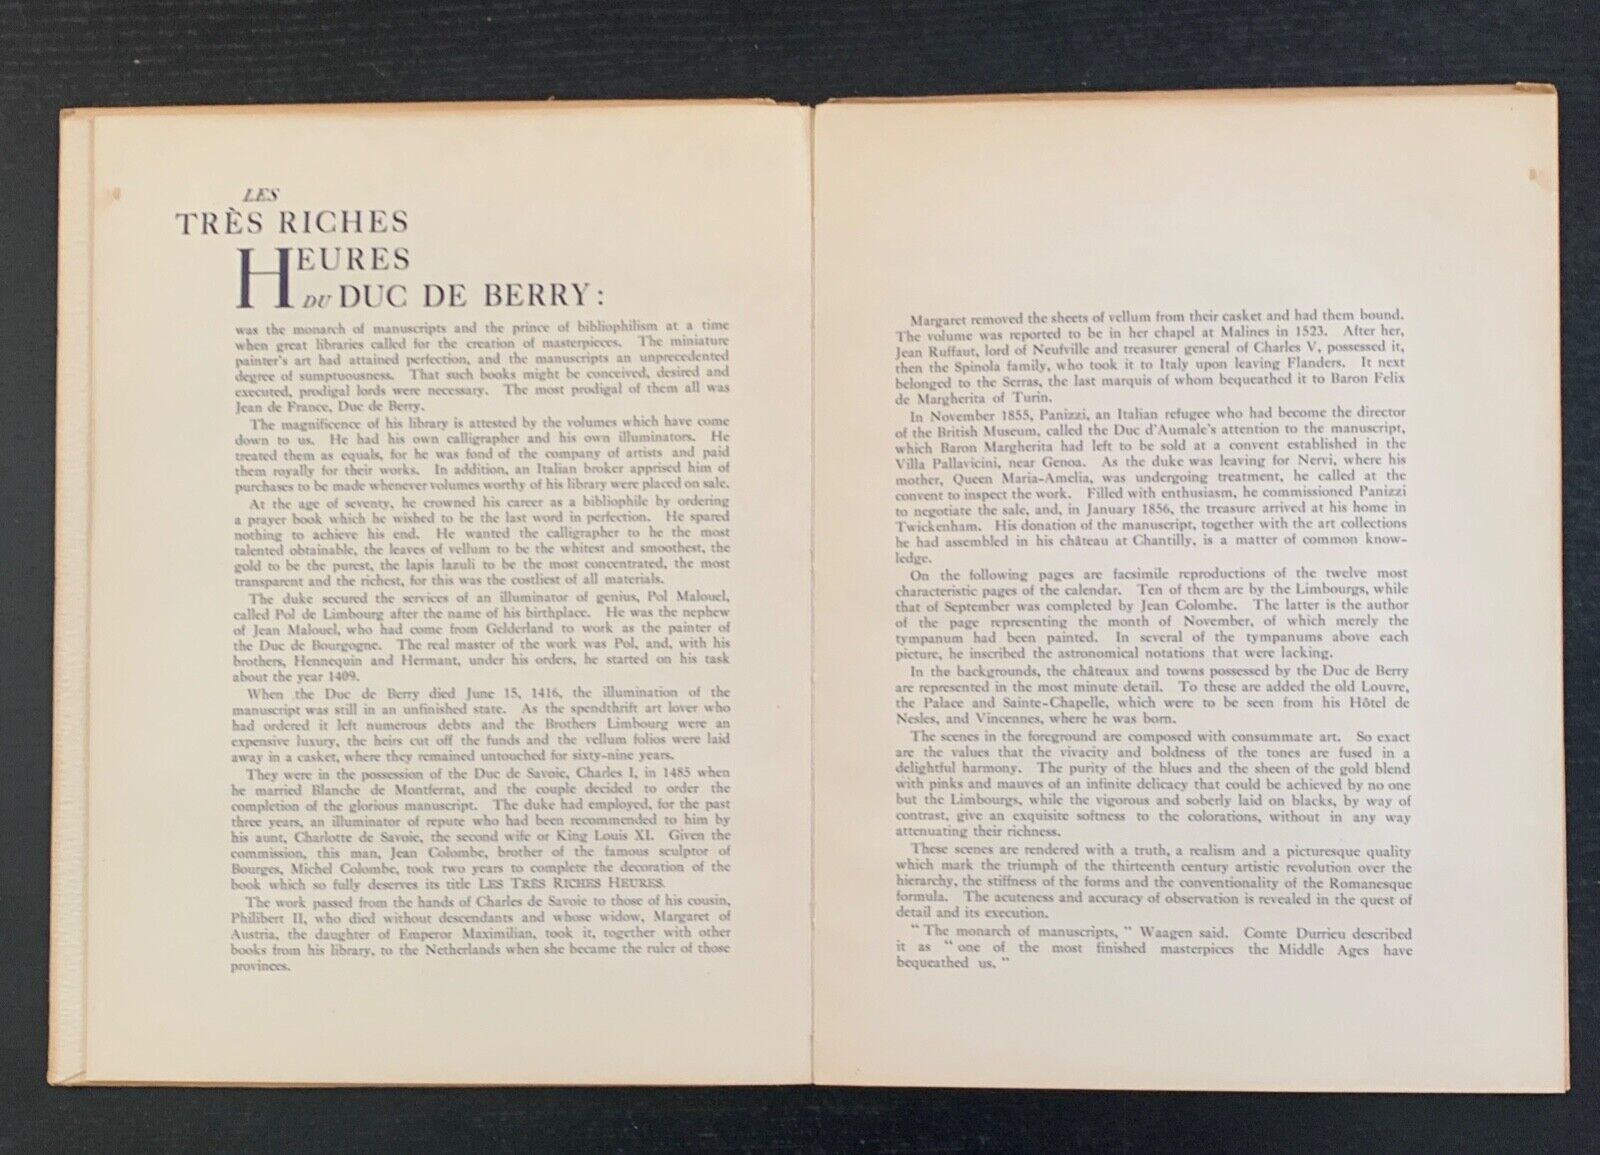 LES
TRÈS RICHES
HEURES
DU DUC DE BERRY :
was the monarch of manuscripts and the prince of bibliophilism at a time
when great libraries called for the creation of masterpieces. The miniature
painter's art had attained perfection, and the manuscripts an unprecedented
degree of sumptuousness. That such books might be conceived, desired and
executed, prodigal lords were necessary. The most prodigal of them all was
Jean de France, Duc de Berry.
The magnificence of his library is attested by the volumes which have come
down to us. He had his own calligrapher and his own illuminators. He
treated them as equals, for he was fond of the company of artists and paid
them royally for their works. In addition, an Italian broker apprised him of
purchases to be made whenever volumes worthy of his library were placed on sale.
At the age of seventy, he crowned his career as a bibliophile by ordering
a prayer book which he wished to be the last word in perfection. He spared
nothing to achieve his end. He wanted the calligrapher to be the most
talented obtainable, the leaves of vellum to be the whitest and smoothest, the
gold to be the purest, the lapis lazuli to be the most concentrated, the most
transparent and the richest, for this was the costliest of all materials.
The duke secured the services of an illuminator of genius, Pol Malouel,
called Pol de Limbourg after the name of his birthplace. He was the nephew
of Jean Malouel, who had come from Gelderland to work as the painter of
the Duc de Bourgogne. The real master of the work was Pol, and, with his
brothers, Hennequin and Hermant, under his orders, he started on his task
about the year 1409.
When the Duc de Berry died June 15, 1416, the illumination of the
manuscript was still in an unfinished state. As the spendthrift art lover who
had ordered it left numerous debts and the Brothers Limbourg were an
expensive luxury, the heirs cut off the funds and the vellum folios were laid
away in a casket, where they remained untouched for sixty-nine years.
They were in the possession of the Duc de Savoie, Charles I, in 1485 when
he married Blanche de Montferrat, and the couple decided to order the
completion of the glorious manuscript. The duke had employed, for the past
three years, an illuminator of repute who had been recommended to him by
his aunt, Charlotte de Savoie, the second wife or King Louis XI. Given the
commission, this man, Jean Colombe, brother of the famous sculptor of
Bourges, Michel Colombe, took two years to complete the decoration of the
book which so fully deserves its title LES TRÈS RICHES HEURES.
The work passed from the hands of Charles de Savoie to those of his cousin,
Philibert II, who died without descendants and whose widow, Margaret of
Austria, the daughter of Emperor Maximilian, took it, together with other
books from his library, to the Netherlands when she became the ruler of those
provinces.
Margaret removed the sheets of vellum from their casket and had them bound.
The volume was reported to be in her chapel at Malines in 1523. After her,
Jean Ruffaut, lord of Neufville and treasurer general of Charles V, possessed it,
then the Spinola family, who took it to Italy upon leaving Flanders. It next
belonged to the Serras, the last marquis of whom bequeathed it to Baron Felix
de Margherita of Turin.
In November 1855, Panizzi, an Italian refugee who had become the director
of the British Museum, called the Duc d'Aumale's attention to the manuscript,
which Baron Margherita had left to be sold at a convent established in the
Villa Pallavicini, near Genoa. As the duke was leaving for Nervi, where his
mother, Queen Maria-Amelia, was undergoing treatment, he called at the
convent to inspect the work. Filled with enthusiasm, he commissioned Panizzi
to negotiate the sale, and, in January 1856, the treasure arrived at his home in
Twickenham. His donation of the manuscript, together with the art collections
he had assembled in his château at Chantilly, is a matter of common know-
ledge.
On the following pages are facsimile reproductions of the twelve most
characteristic pages of the calendar. Ten of them are by the Limbourgs, while
that of September was completed by Jean Colombe. The latter is the author
of the page representing the month of November, of which merely the
tympanum had been painted. In several of the tympanums above each
picture, he inscribed the astronomical notations that were lacking.
In the backgrounds, the châteaux and towns possessed by the Duc de Berry
are represented in the most minute detail. To these are added the old Louvre,
the Palace and Sainte-Chapelle, which were to be seen from his Hôtel de
Nesles, and Vincennes, where he was born.
The scenes in the foreground are composed with consummate art. So exact
are the values that the vivacity and boldness of the tones are fused in a
delightful harmony. The purity of the blues and the sheen of the gold blend
with pinks and mauves of an infinite delicacy that could be achieved by no one
but the Limbourgs, while the vigorous and soberly laid on blacks, by way of
contrast, give an exquisite softness to the colorations, without in any way
attenuating their richness.
These scenes are rendered with a truth, a realism and a picturesque quality
which mark the triumph of the thirteenth century artistic revolution over the
hierarchy, the stiffness of the forms and the conventionality of the Romanesque
formula. The acuteness and accuracy of observation is revealed in the quest of
detail and its execution.
" The monarch of manuscripts, " Waagen said. Comte Durrieu described
it as " one of the most finished masterpices the Middle Ages have
bequeathed us. "